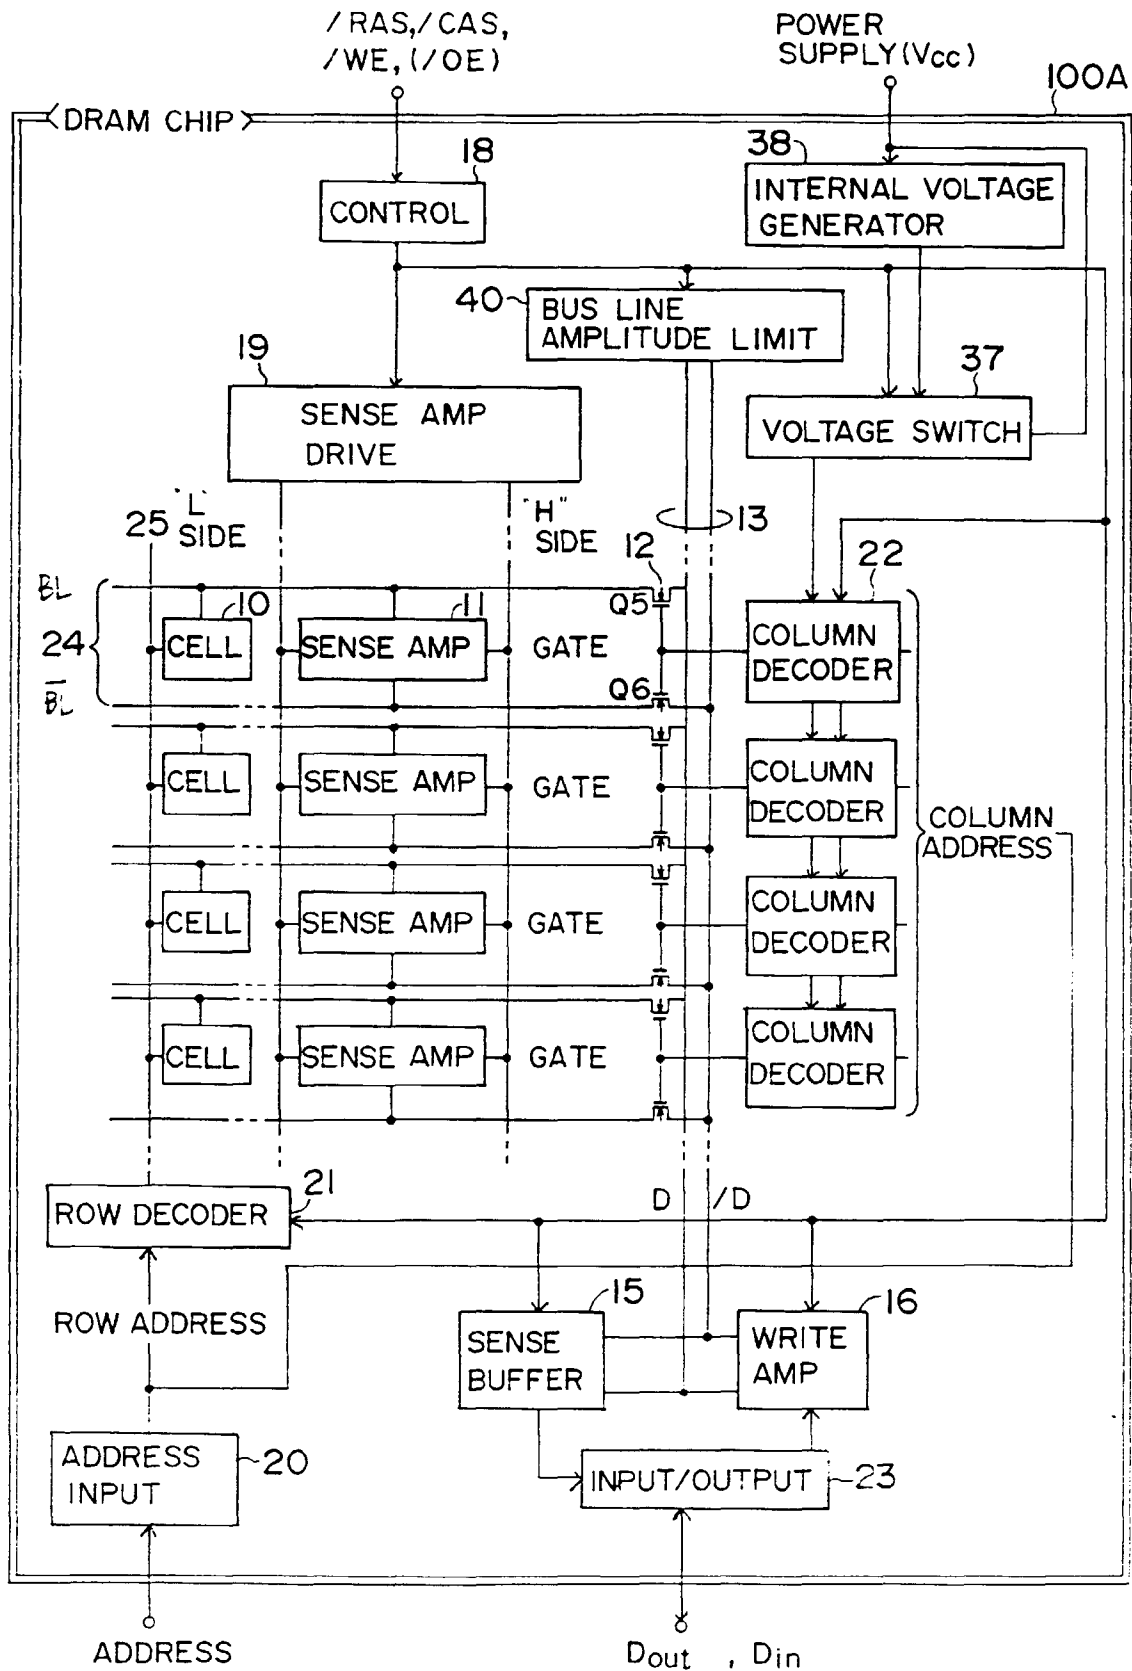 /RAS,/CAS,
/WE,(/OE)
POWER
SUPPLY(Vcc)
100A
DRAM CHIP
18
CONTROL
38
INTERNAL VOLTAGE
GENERATOR
40
BUS LINE
AMPLITUDE LIMIT
19
SENSE AMP
DRIVE
37
VOLTAGE SWITCH
25
"L"
SIDE
"H"
SIDE
13
12
22
BL
24
B̅L̅
10
CELL
11
SENSE AMP
GATE
Q5
Q6
COLUMN
DECODER
CELL
SENSE AMP
GATE
COLUMN
DECODER
COLUMN
ADDRESS
CELL
SENSE AMP
GATE
COLUMN
DECODER
CELL
SENSE AMP
GATE
COLUMN
DECODER
21
ROW DECODER
D
/D
ROW ADDRESS
15
SENSE
BUFFER
16
WRITE
AMP
ADDRESS
INPUT
20
INPUT/OUTPUT
23
ADDRESS
Dout , Din